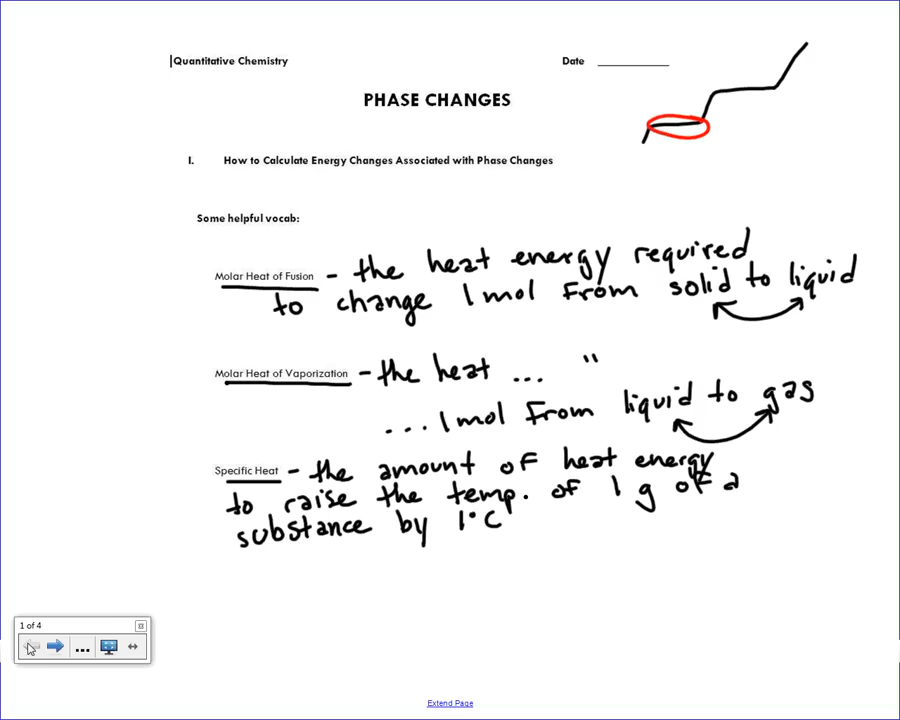 Quantitative Chemistry
Date ____________
PHASE CHANGES
I. How to Calculate Energy Changes Associated with Phase Changes
Some helpful vocab:
Molar Heat of Fusion - the heat energy required
to change 1 mol from solid to liquid
Molar Heat of Vaporization - the heat ... "
... 1 mol from liquid to gas
Specific Heat - the amount of heat energy
to raise the temp. of 1 g of a
substance by 1°C
1 of 4
...
Extend Page